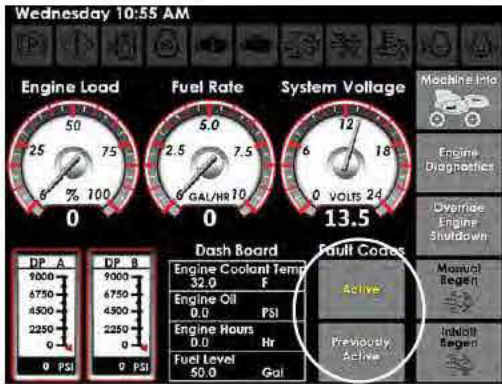 Wednesday 10:55 AM
Engine Load
Fuel Rate
System Voltage
Machine Info
50
25
75
0
%
100
0
5.0
2.5
7.5
0
GAL/HR
10
0
12
6
18
0
VOLTS
24
13.5
Engine
Diagnostics
Override
Engine
Shutdown
DP A
9000
6750
4500
2250
0
0 PSI
DP B
9000
6750
4500
2250
0
0 PSI
Dash Board
Engine Coolant Temp
32.0 F
Engine Oil
0.0 PSI
Engine Hours
0.0 Hr
Fuel Level
50.0 Gal
Fault Codes
Active
Previously
Active
Manual
Regen
Inhibit
Regen